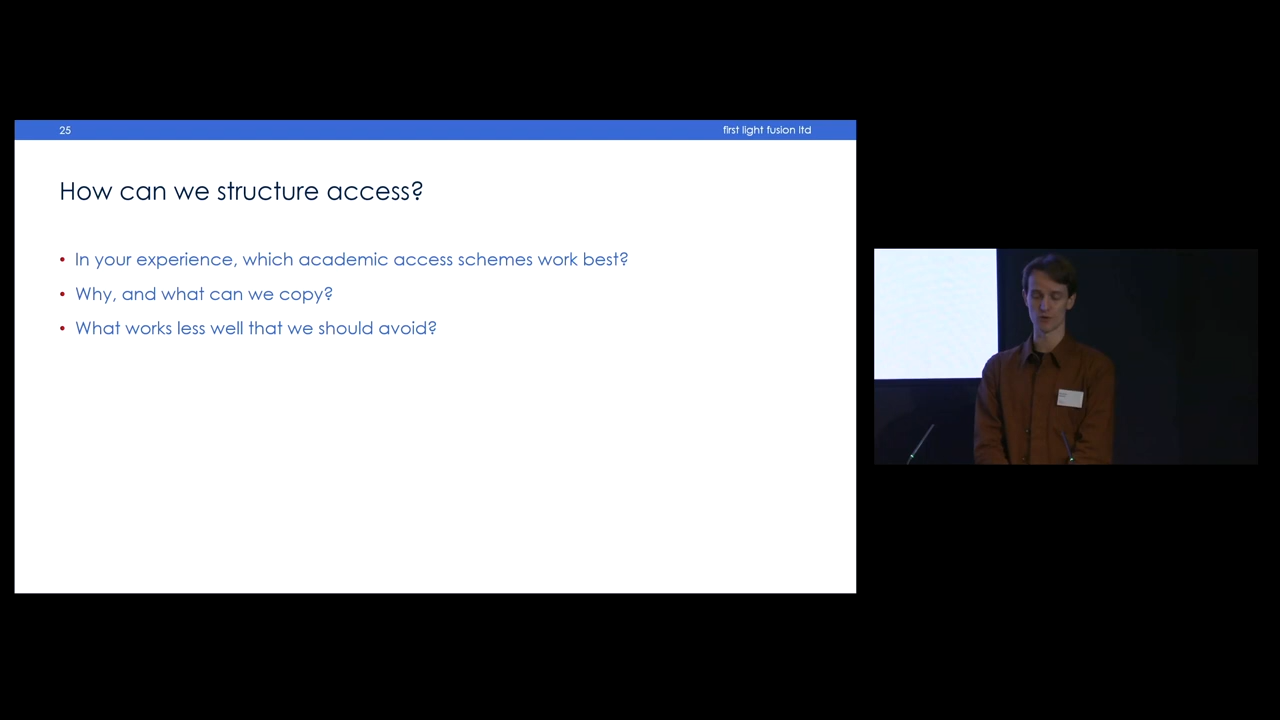 25
first light fusion ltd
How can we structure access?
• In your experience, which academic access schemes work best?
• Why, and what can we copy?
• What works less well that we should avoid?